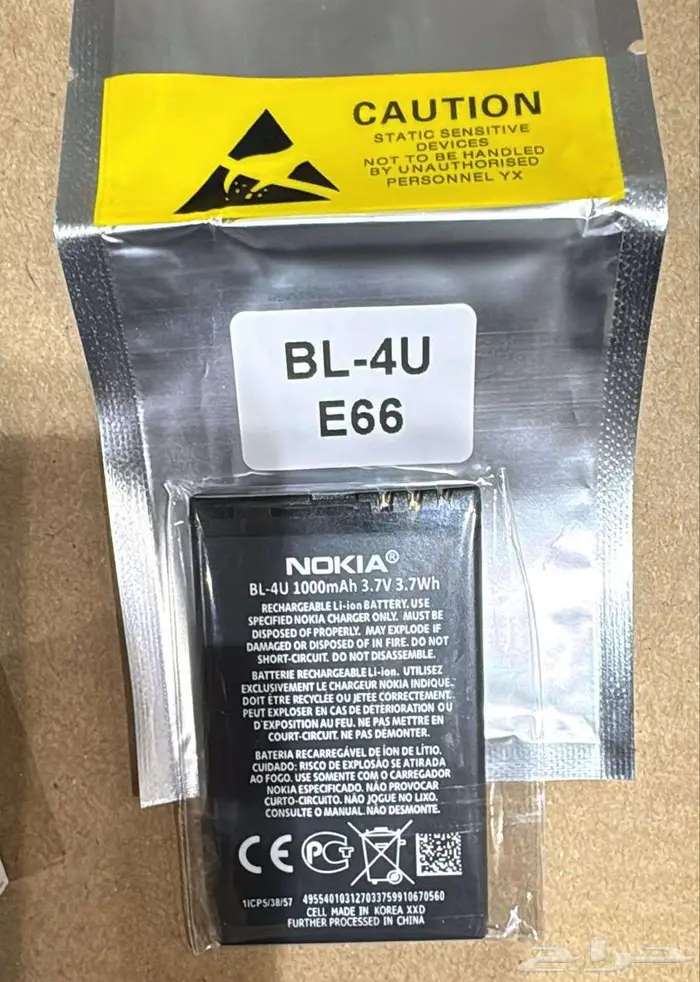 CAUTION
STATIC SENSITIVE
DEVICES
NOT TO BE HANDLED
BY UNAUTHORISED
PERSONNEL YX
BL-4U
E66
NOKIA®
BL-4U 1000mAh 3.7V 3.7Wh
RECHARGEABLE Li-ion BATTERY. USE
SPECIFIED NOKIA CHARGER ONLY. MUST BE
DISPOSED OF PROPERLY. MAY EXPLODE IF
DAMAGED OR DISPOSED OF IN FIRE. DO NOT
SHORT-CIRCUIT. DO NOT DISASSEMBLE.
BATTERIE RECHARGEABLE Li-ion. UTILISEZ
EXCLUSIVEMENT LE CHARGEUR NOKIA INDIQUÉ.
DOIT ÊTRE RECYCLÉE OU JETÉE CORRECTEMENT.
PEUT EXPLOSER EN CAS DE DÉTÉRIORATION OU
D'EXPOSITION AU FEU. NE PAS METTRE EN
COURT-CIRCUIT. NE PAS DÉMONTER.
BATERIA RECARREGÁVEL DE ÍON DE LÍTIO.
CUIDADO: RISCO DE EXPLOSÃO SE ATIRADA
AO FOGO. USE SOMENTE COM O CARREGADOR
NOKIA ESPECIFICADO. NÃO PROVOCAR
CURTO-CIRCUITO. NÃO JOGUE NO LIXO.
CONSULTE O MANUAL. NÃO DESMONTE.
CE PCT
1ICP5/38/57 495540103127033759910670560
CELL MADE IN KOREA XXD
FURTHER PROCESSED IN CHINA
حراج